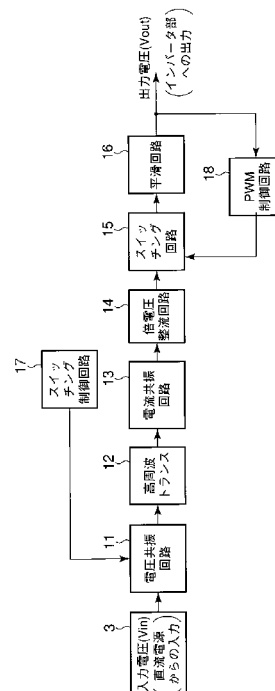 3
入力電圧(Vin)
(直流電源
からの入力)
11
電圧共振
回路
12
高周波
トランス
13
電流共振
回路
14
倍電圧
整流回路
15
スイッ
チング
回路
16
平滑回路
出力電圧(Vout)
(インバータ部
への出力)
17
スイッ
チング
制御回路
18
PWM
制御回路